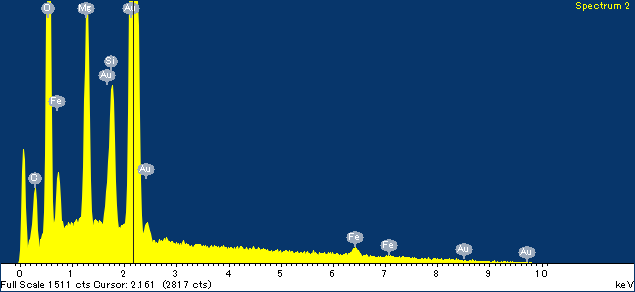 Spectrum 2
O Mg Au
Si
Au
Fe
Au
C
Fe Fe Au Au
0 1 2 3 4 5 6 7 8 9 10
Full Scale 1511 cts Cursor: 2.161 (2817 cts) keV